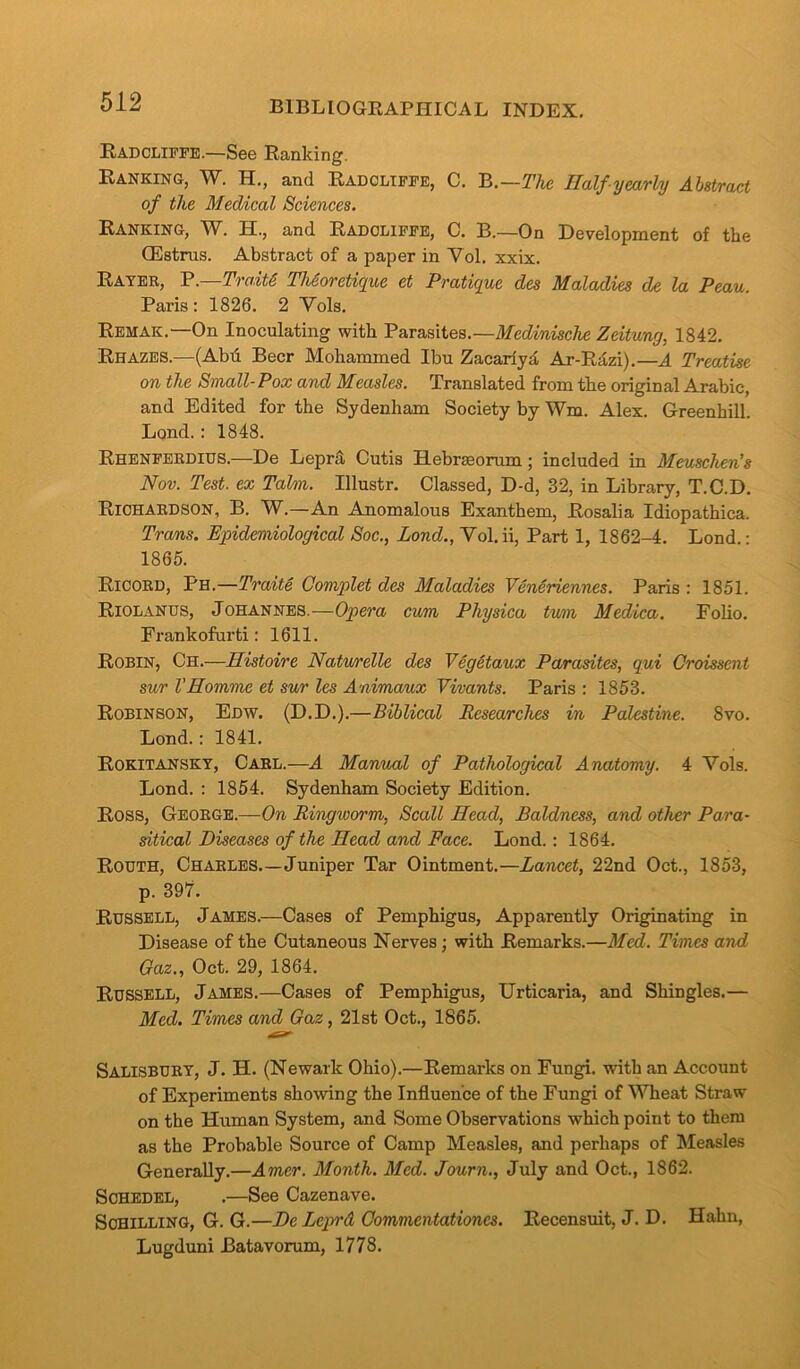 512
BIBLIOGRAPHICAL INDEX.
RADCLIFFE.—See Ranking.
RANKING, W. H., and RADCLIFFE, C. B.—The Half-yearly Abstract
of the Medical Sciences.
RANKING, W. H., and RADCLIFFE, C. B.—On Development of the
Œstrus. Abstract of a paper in Vol. xxix.
RAYER, P.—Traité Théoretique et Pratique des Maladies de la Peau.
Paris: 1826. 2 Vols.
REMAK.—On Inoculating with Parasites.—Medinische Zeitung, 1842.
RHAZES.—(Abú Becr Mohammed Ibu Zacaríyá Ar-Rázi).—A Treatise
on the Small-Pox and Measles. Translated from the original Arabic,
and Edited for the Sydenham Society by Wm. Alex. Greenhill.
Lond.: 1848.
RHENFERDIUS.—De Leprâ Cutis Hebræorum; included in Meuschen's
Nov. Test. ex Talm. Illustr. Classed, D-d, 32, in Library, T.C.D.
RICHARDSON, B. W.—An Anomalous Exanthem, Rosalia Idiopathica.
Trans. Epidemiological Soc., Lond., Vol. ii, Part 1, 1862-4. Lond.:
1865.
RICORD, PH.—Traité Complet des Maladies Vénériennes. Paris: 1851.
RIOLANUS, JOHANNES.—Opera cum Physica tum Medica. Folio.
Frankofurti: 1611.
ROBIN, CH.—Histoire Naturelle des Végétaux Parasites, qui Croissent
sur l'Homme et sur les Animaux Vivants. Paris: 1853.
ROBINSON, EDW. (D.D.).—Biblical Researches in Palestine. 8vo.
Lond.: 1841.
ROKITANSKY, CARL.—A Manual of Pathological Anatomy. 4 Vols.
Lond. : 1854. Sydenham Society Edition.
ROSS, GEORGE.—On Ringworm, Scall Head, Baldness, and other Para-
sitical Diseases of the Head and Face. Lond.: 1864.
ROUTH, CHARLES.—Juniper Tar Ointment.—Lancet, 22nd Oct., 1853,
p. 397.
RUSSELL, JAMES.—Cases of Pemphigus, Apparently Originating in
Disease of the Cutaneous Nerves; with Remarks.—Med. Times and
Gaz., Oct. 29, 1864.
RUSSELL, JAMES.—Cases of Pemphigus, Urticaria, and Shingles.—
Med. Times and Gaz, 21st Oct., 1865.
SALISBURY, J. H. (Newark Ohio).—Remarks on Fungi. with an Account
of Experiments showing the Influence of the Fungi of Wheat Straw
on the Human System, and Some Observations which point to them
as the Probable Source of Camp Measles, and perhaps of Measles
Generally.—Amer. Month. Med. Journ., July and Oct., 1862.
SCHEDEL, .—See Cazenave.
SCHILLING, G. G.—De Leprâ Commentationes. Recensuit, J. D. Hahn,
Lugduni Batavorum, 1778.